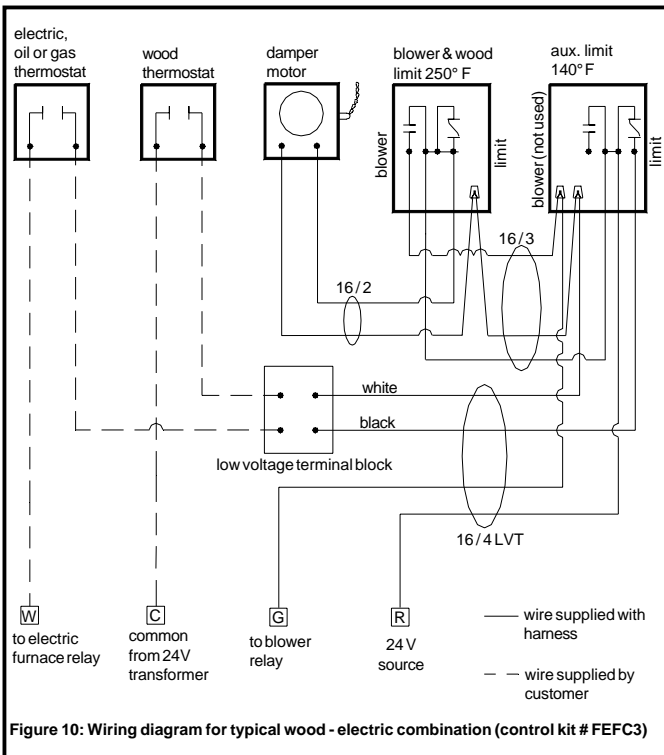 electric,
oil or gas
thermostat
wood
thermostat
damper
motor
blower & wood
limit 250° F
aux. limit
140° F
blower
limit
blower (not used)
limit
16/3
16 / 2
white
black
low voltage terminal block
16 / 4 LVT
W
to electric
furnace relay
C
common
from 24V
transformer
G
to blower
relay
R
24 V
source
wire supplied with
harness
wire supplied by
customer
Figure 10: Wiring diagram for typical wood - electric combination (control kit # FEFC3)